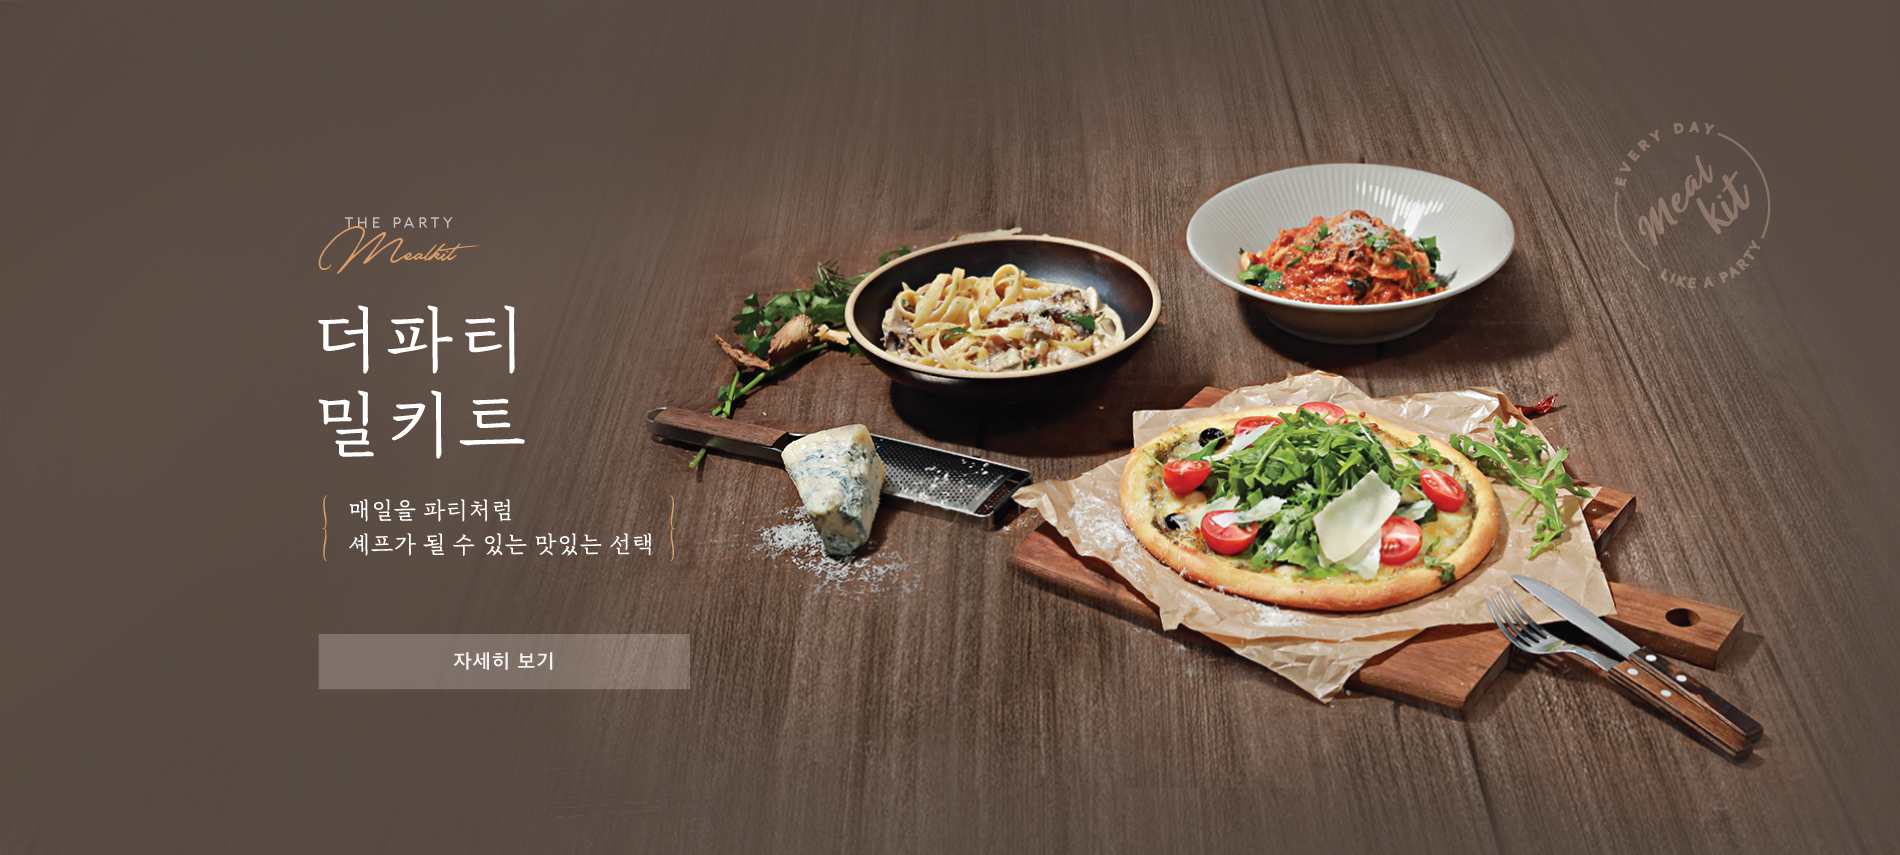 THE PARTY
Mealkit
더파티
밀키트
매일을 파티처럼
셰프가 될 수 있는 맛있는 선택
자세히 보기
EVERY DAY
Meal
kit
LIKE A PARTY